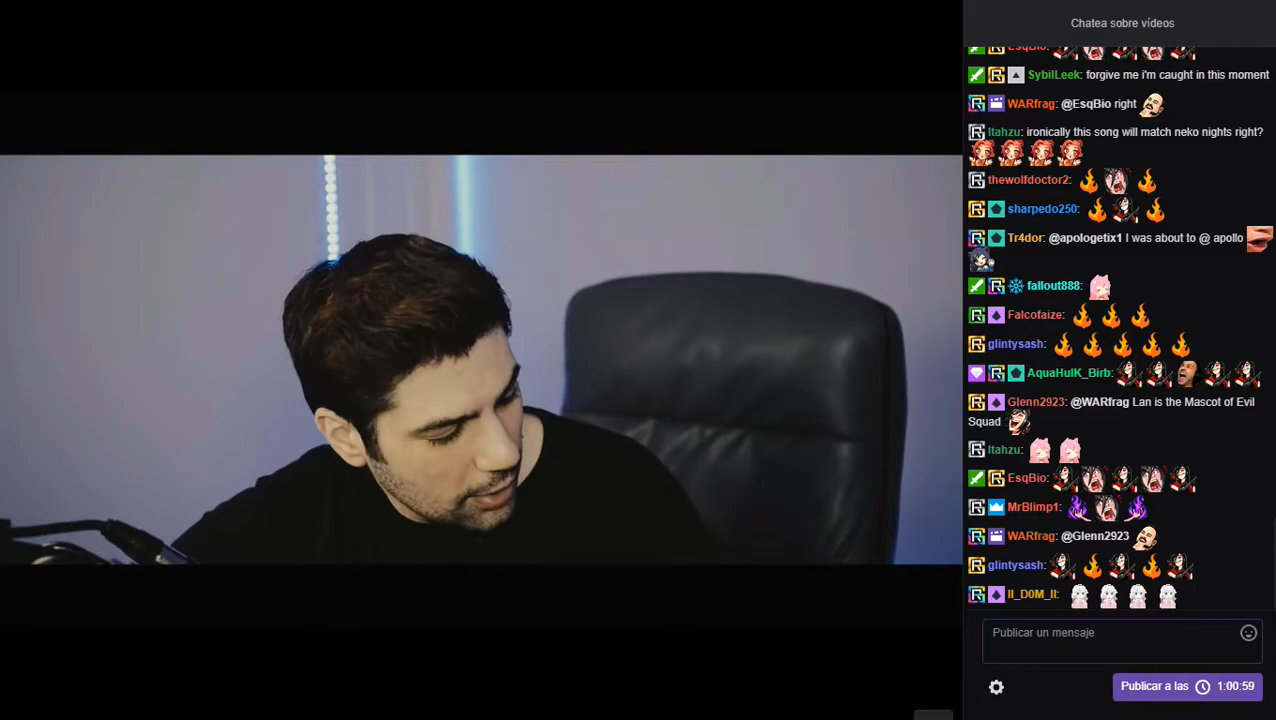 Chatea sobre vídeos
EsqBio:
SybilLeek: forgive me i'm caught in this moment
WARfrag: @EsqBio right
Itahzu: ironically this song will match neko nights right?
thewolfdoctor2:
sharpedo250:
Tr4dor: @apologetix1 I was about to @ apollo
fallout888:
Falcofaize:
glintysash:
AquaHulK_Birb:
Glenn2923: @WARfrag Lan is the Mascot of Evil
Squad
Itahzu:
EsqBio:
MrBlimp1:
WARfrag: @Glenn2923
glintysash:
II_D0M_II:
Publicar un mensaje
Publicar a las 1:00:59